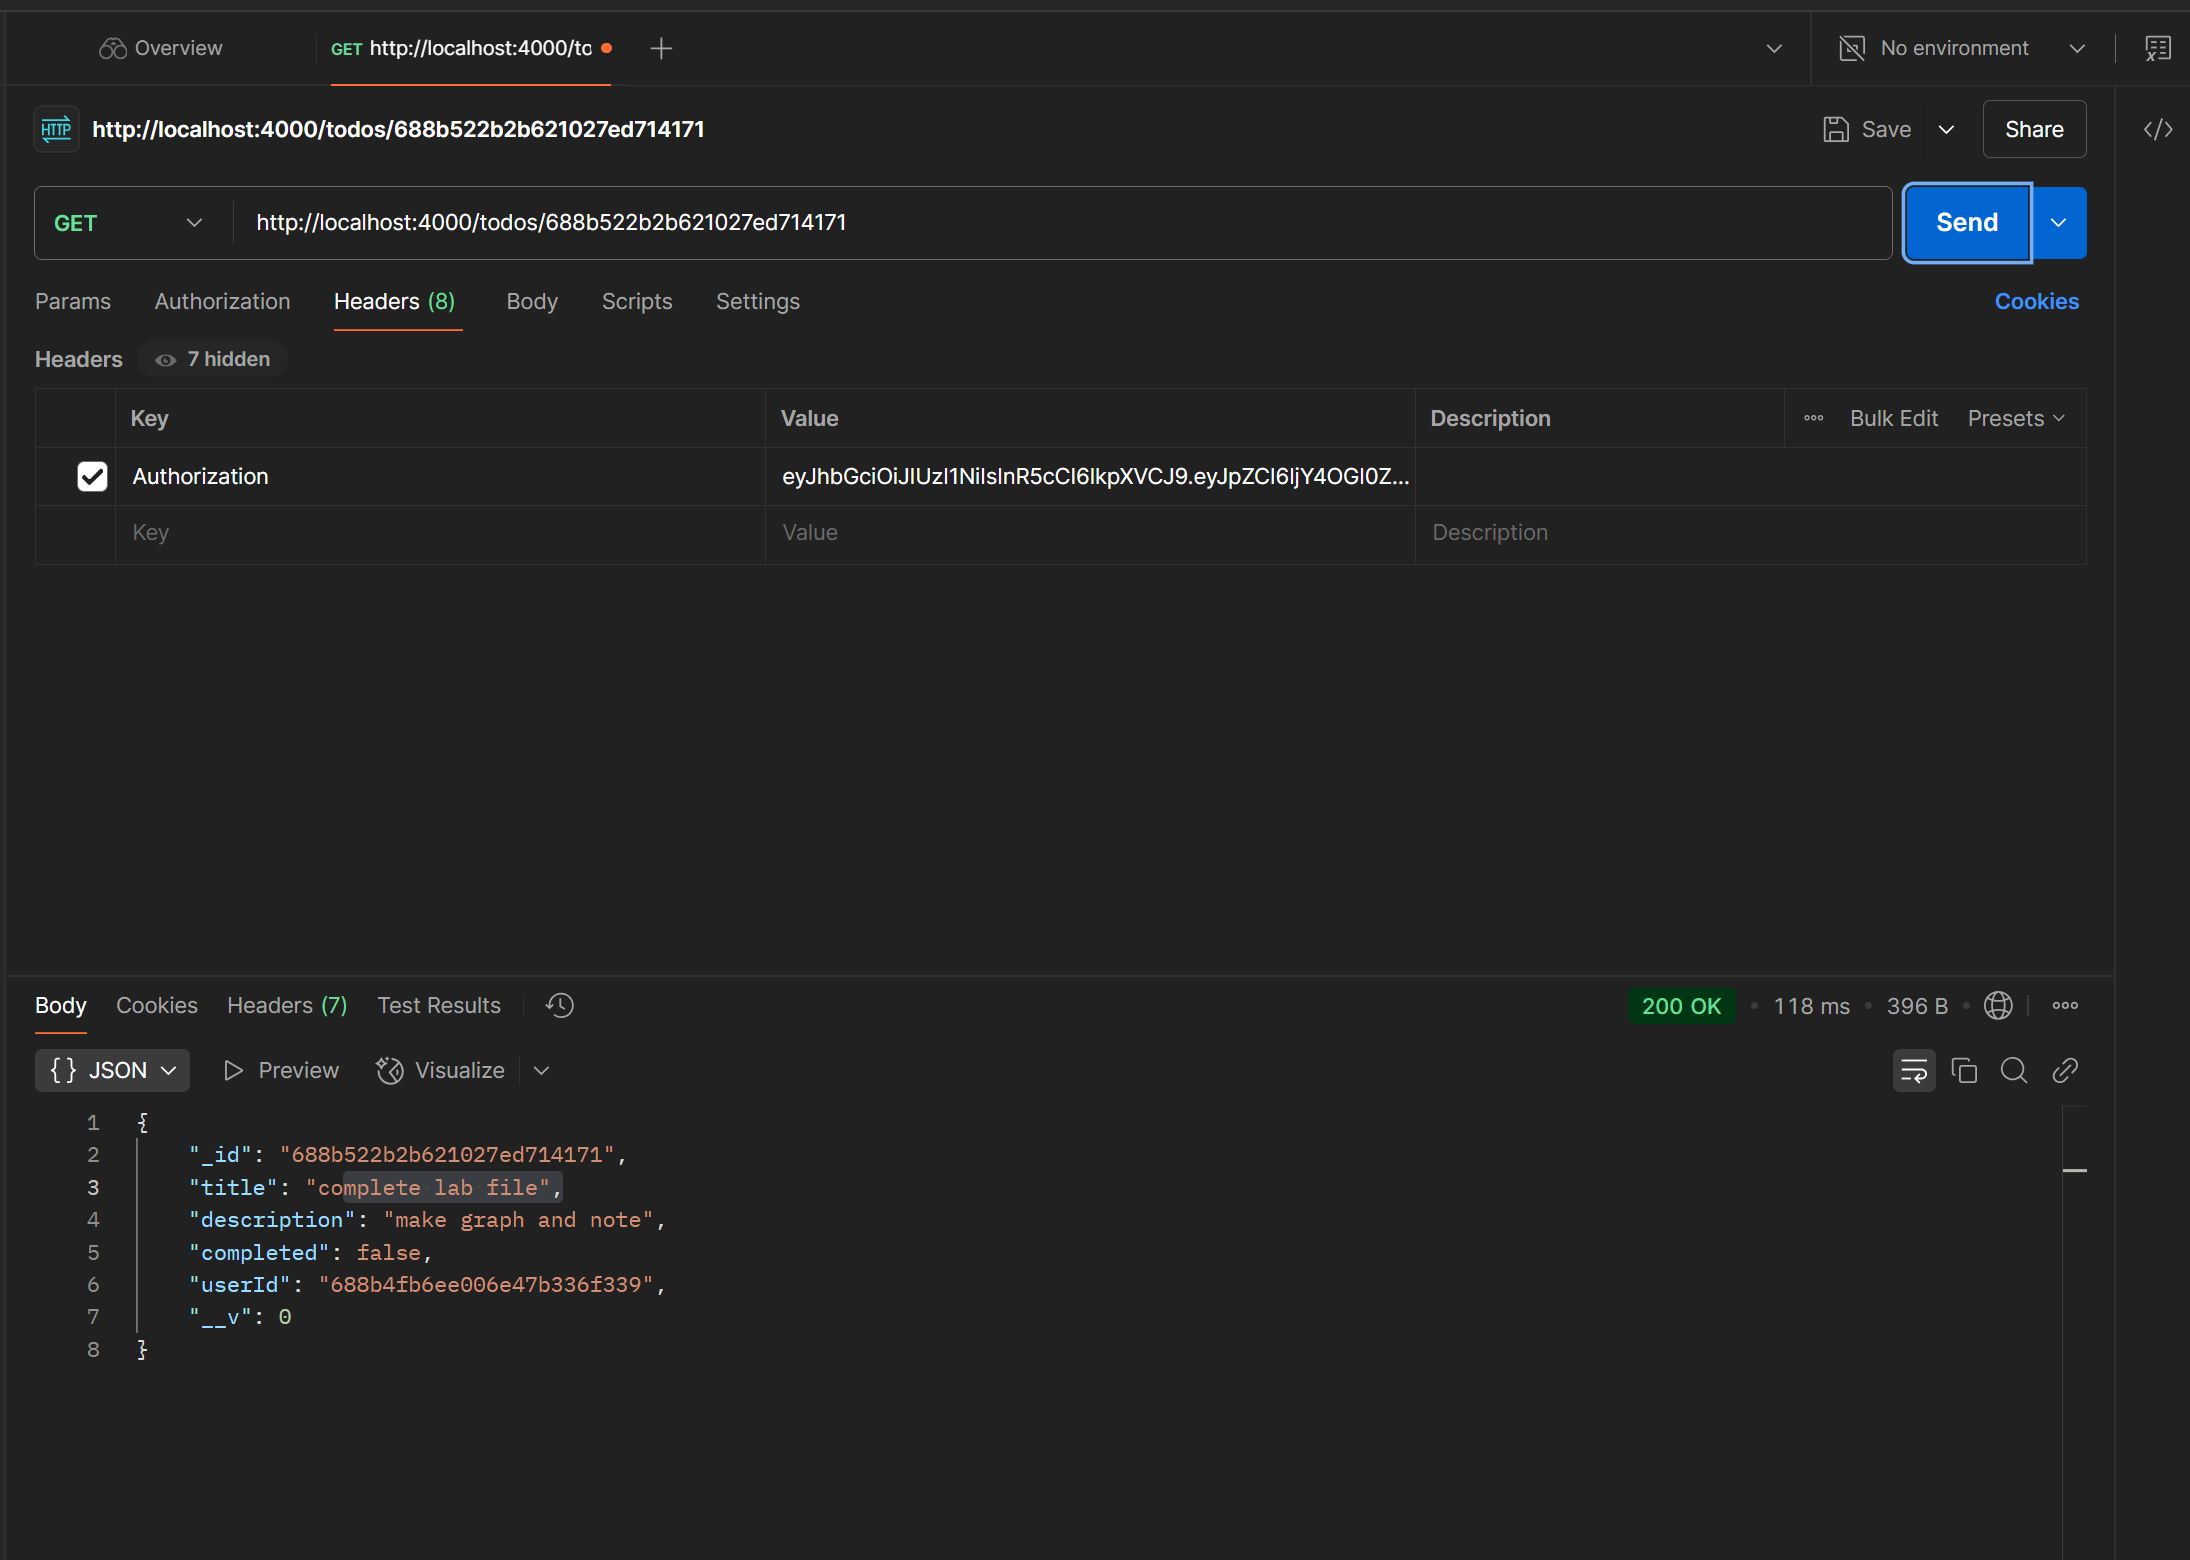 Overview
GET http://localhost:4000/to
No environment
HTTP http://localhost:4000/todos/688b522b2b621027ed714171
Save
Share
GET http://localhost:4000/todos/688b522b2b621027ed714171
Send
Params Authorization Headers (8) Body Scripts Settings
Cookies
Headers 7 hidden
Key Value Description Bulk Edit Presets
Authorization eyJhbGciOiJIUzI1NiIsInR5cCI6IkpXVCJ9.eyJpZCI6IjY4OGI0Z...
Key Value Description
Body Cookies Headers (7) Test Results
200 OK • 118 ms • 396 B
{} JSON Preview Visualize
1 {
2 "_id": "688b522b2b621027ed714171",
3 "title": "complete lab file",
4 "description": "make graph and note",
5 "completed": false,
6 "userId": "688b4fb6ee006e47b336f339",
7 "__v": 0
8 }